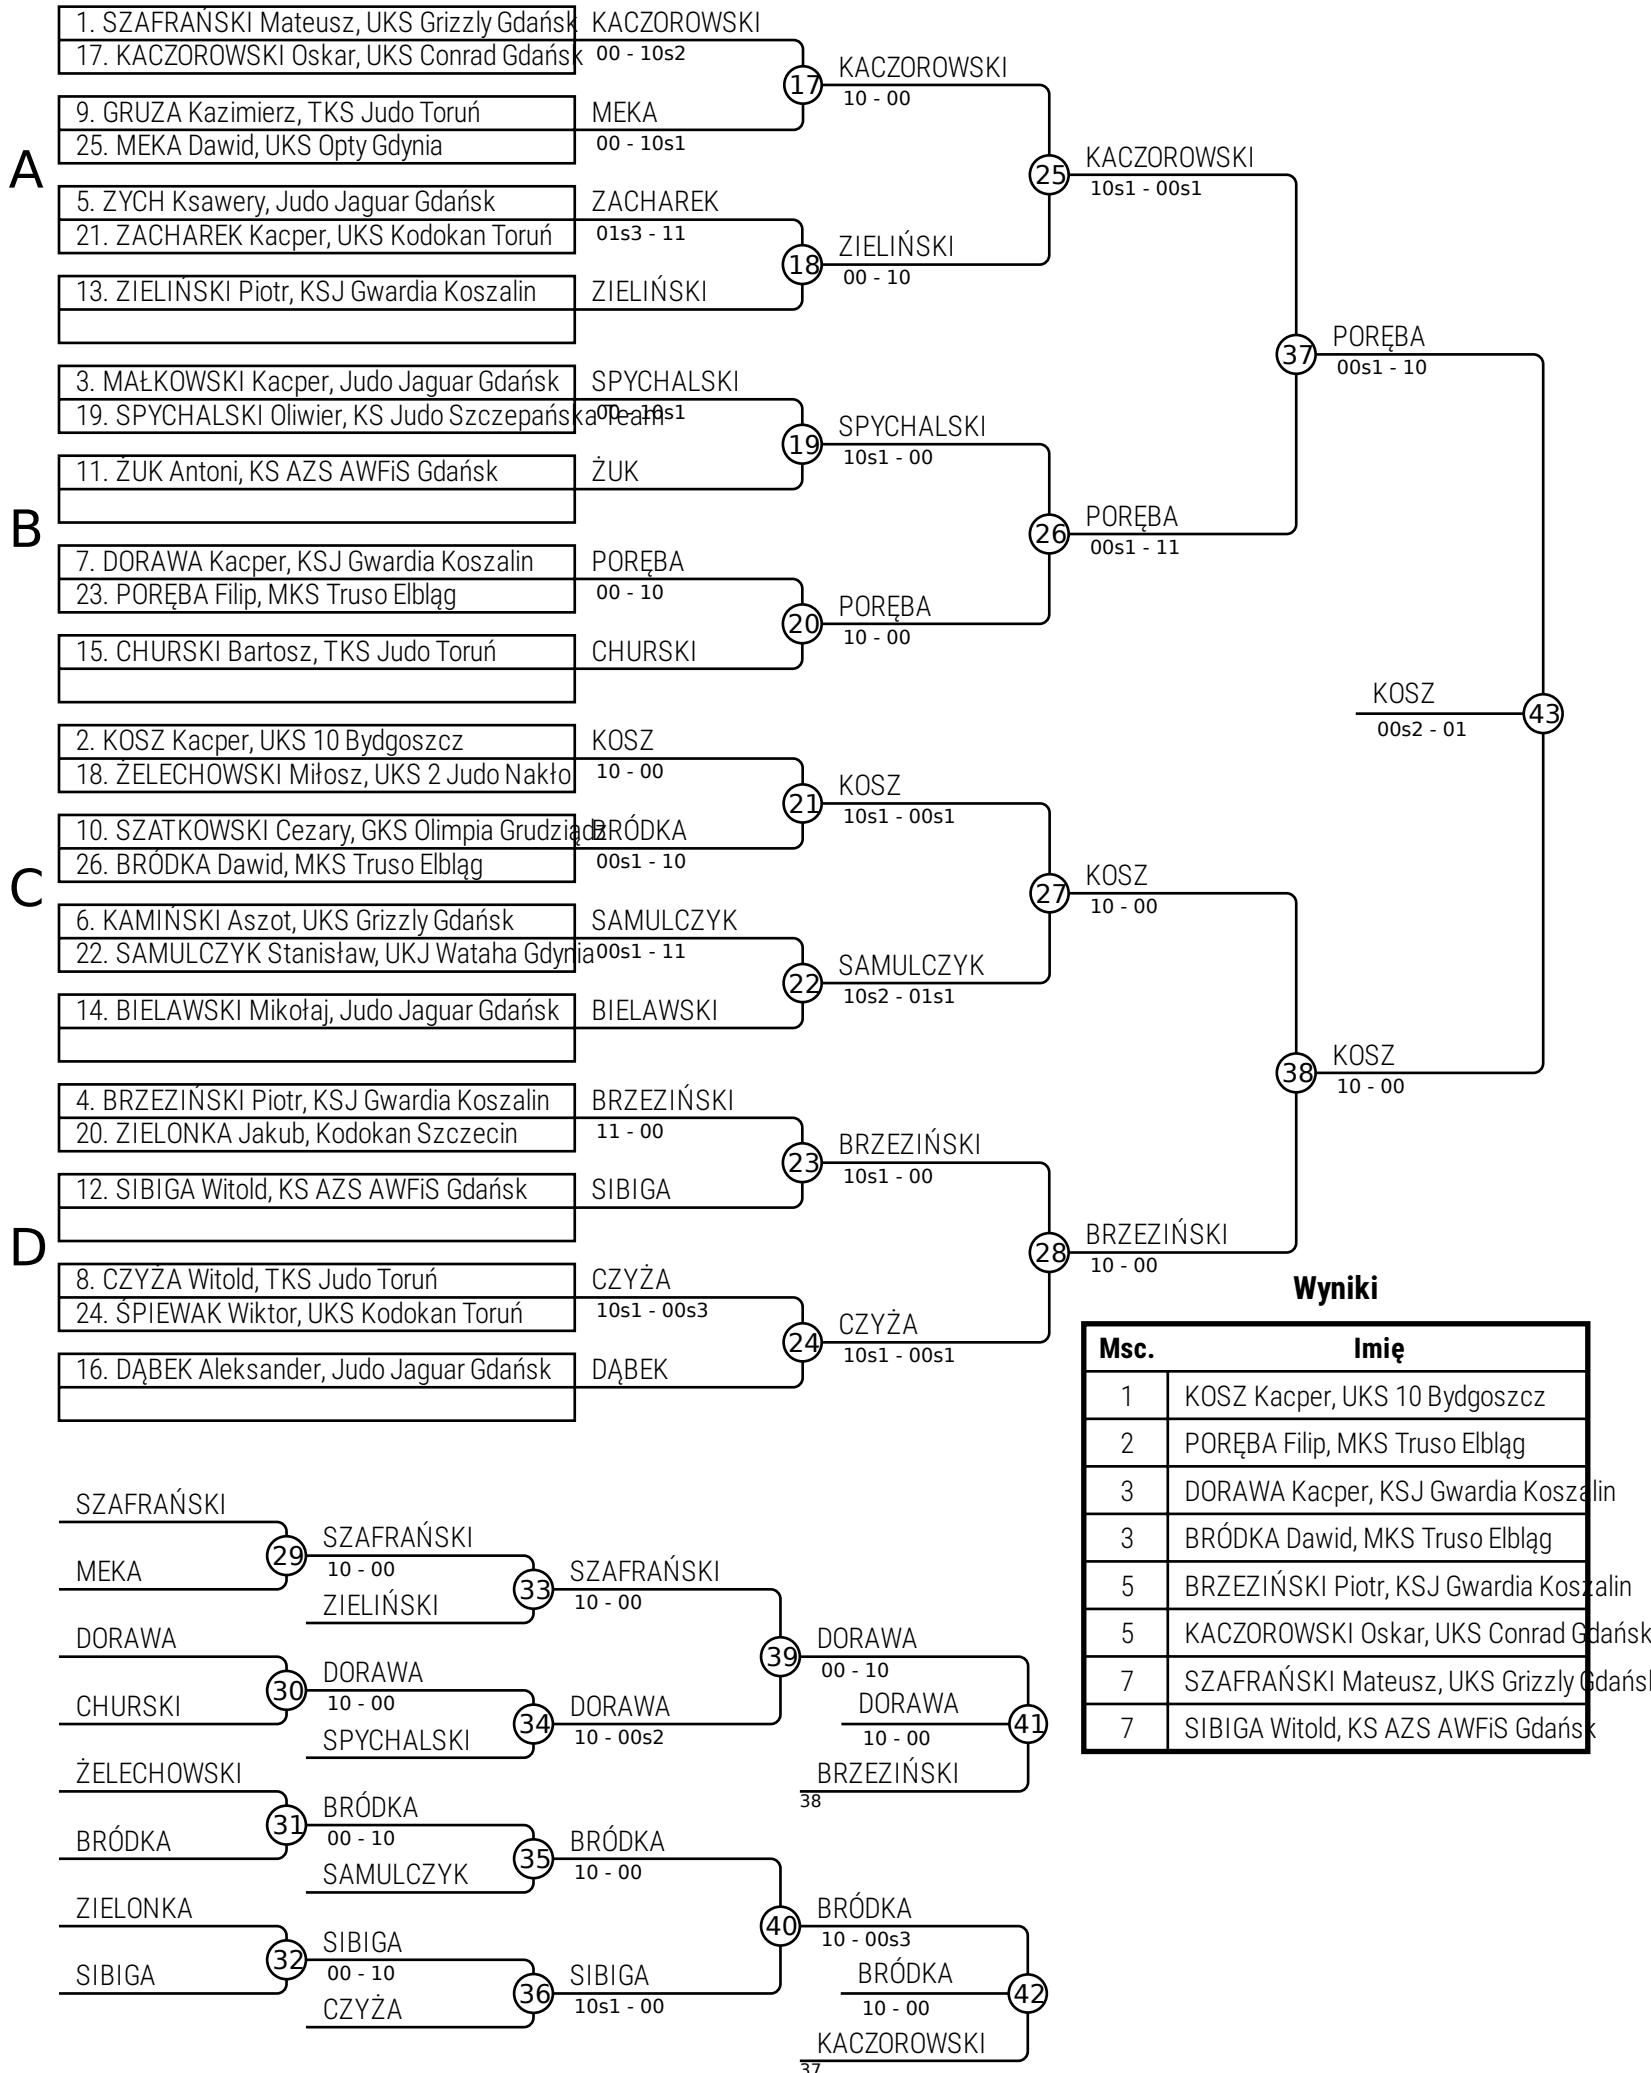 1. SZAFRAŃSKI Mateusz, UKS Grizzly Gdańsk
17. KACZOROWSKI Oskar, UKS Conrad Gdańsk
KACZOROWSKI
00 - 10s2
9. GRUZA Kazimierz, TKS Judo Toruń
25. MEKA Dawid, UKS Opty Gdynia
MEKA
00 - 10s1
17
KACZOROWSKI
10 - 00
A
5. ZYCH Ksawery, Judo Jaguar Gdańsk
21. ZACHAREK Kacper, UKS Kodokan Toruń
ZACHAREK
01s3 - 11
13. ZIELIŃSKI Piotr, KSJ Gwardia Koszalin
ZIELIŃSKI
18
ZIELIŃSKI
00 - 10
25
KACZOROWSKI
10s1 - 00s1
3. MAŁKOWSKI Kacper, Judo Jaguar Gdańsk
19. SPYCHALSKI Oliwier, KS Judo Szczepańska Team
SPYCHALSKI
00 - 10s1
11. ŻUK Antoni, KS AZS AWFiS Gdańsk
ŻUK
19
SPYCHALSKI
10s1 - 00
B
7. DORAWA Kacper, KSJ Gwardia Koszalin
23. PORĘBA Filip, MKS Truso Elbląg
PORĘBA
00 - 10
15. CHURSKI Bartosz, TKS Judo Toruń
CHURSKI
20
PORĘBA
10 - 00
26
PORĘBA
00s1 - 11
37
PORĘBA
00s1 - 10
2. KOSZ Kacper, UKS 10 Bydgoszcz
18. ŻELECHOWSKI Miłosz, UKS 2 Judo Nakło
KOSZ
10 - 00
10. SZATKOWSKI Cezary, GKS Olimpia Grudziądz
26. BRÓDKA Dawid, MKS Truso Elbląg
BRÓDKA
00s1 - 10
21
KOSZ
10s1 - 00s1
C
6. KAMIŃSKI Aszot, UKS Grizzly Gdańsk
22. SAMULCZYK Stanisław, UKJ Wataha Gdynia
SAMULCZYK
00s1 - 11
14. BIELAWSKI Mikołaj, Judo Jaguar Gdańsk
BIELAWSKI
22
SAMULCZYK
10s2 - 01s1
27
KOSZ
10 - 00
4. BRZEZIŃSKI Piotr, KSJ Gwardia Koszalin
20. ZIELONKA Jakub, Kodokan Szczecin
BRZEZIŃSKI
11 - 00
12. SIBIGA Witold, KS AZS AWFiS Gdańsk
SIBIGA
23
BRZEZIŃSKI
10s1 - 00
D
8. CZYŻA Witold, TKS Judo Toruń
24. ŚPIEWAK Wiktor, UKS Kodokan Toruń
CZYŻA
10s1 - 00s3
16. DĄBEK Aleksander, Judo Jaguar Gdańsk
DĄBEK
24
CZYŻA
10s1 - 00s1
28
BRZEZIŃSKI
10 - 00
38
KOSZ
10 - 00
KOSZ
00s2 - 01
43
Wyniki
Msc. Imię
1 KOSZ Kacper, UKS 10 Bydgoszcz
2 PORĘBA Filip, MKS Truso Elbląg
3 DORAWA Kacper, KSJ Gwardia Koszalin
3 BRÓDKA Dawid, MKS Truso Elbląg
5 BRZEZIŃSKI Piotr, KSJ Gwardia Koszalin
5 KACZOROWSKI Oskar, UKS Conrad Gdańsk
7 SZAFRAŃSKI Mateusz, UKS Grizzly Gdańsk
7 SIBIGA Witold, KS AZS AWFiS Gdańsk
SZAFRAŃSKI
MEKA
29
SZAFRAŃSKI
10 - 00
ZIELIŃSKI
33
SZAFRAŃSKI
10 - 00
DORAWA
CHURSKI
30
DORAWA
10 - 00
SPYCHALSKI
34
DORAWA
10 - 00s2
39
DORAWA
00 - 10
DORAWA
10 - 00
41
BRZEZIŃSKI
38
ŻELECHOWSKI
BRÓDKA
31
BRÓDKA
00 - 10
SAMULCZYK
35
BRÓDKA
10 - 00
ZIELONKA
SIBIGA
32
SIBIGA
00 - 10
CZYŻA
36
SIBIGA
10s1 - 00
40
BRÓDKA
10 - 00s3
BRÓDKA
10 - 00
42
KACZOROWSKI
37